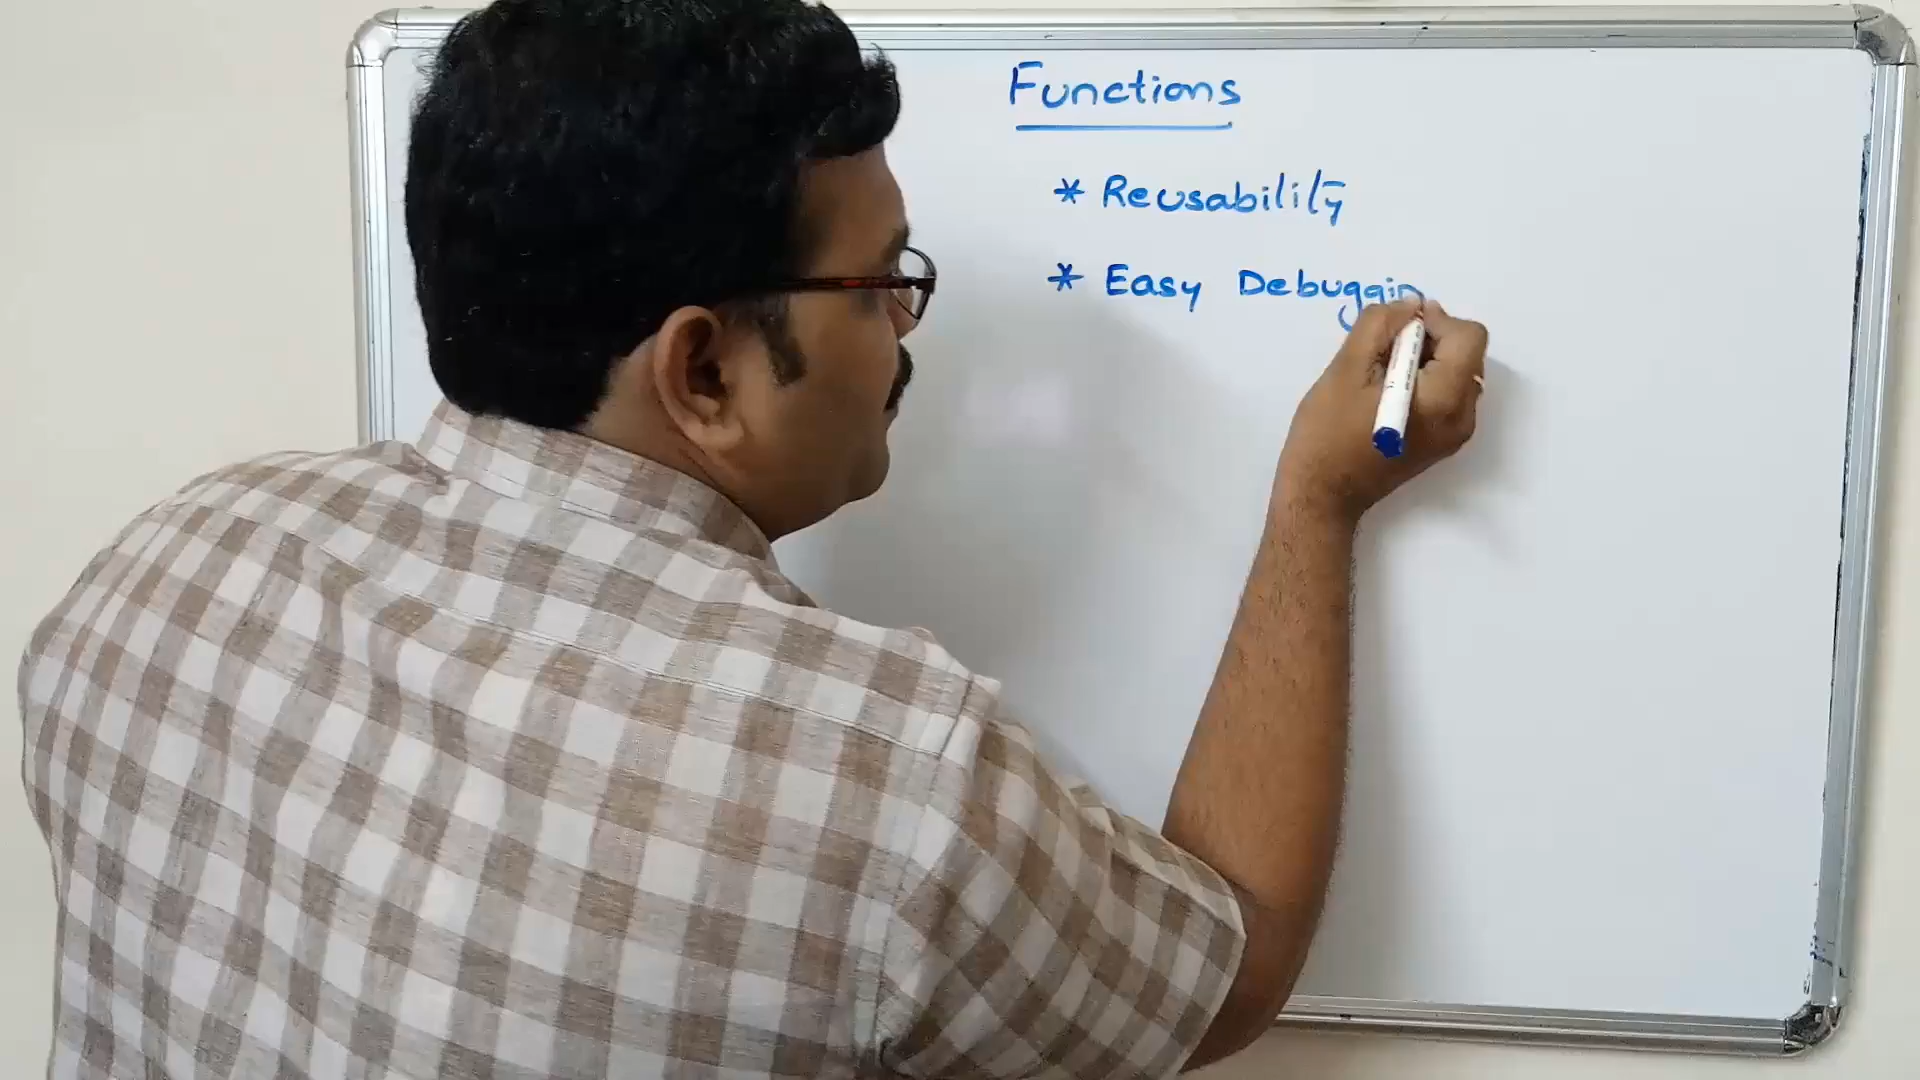 Functions
* Reusability
* Easy Debuggin